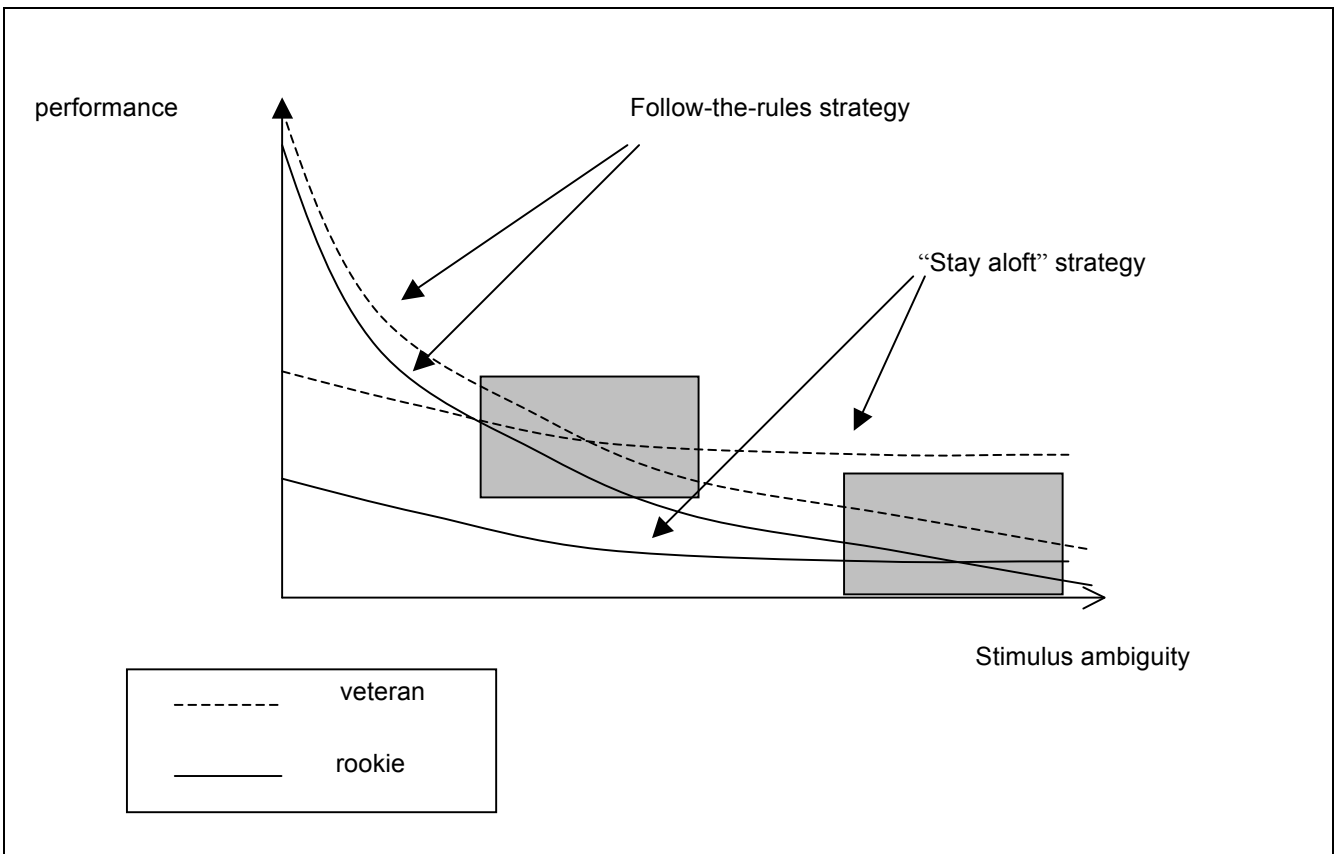 performance
Follow-the-rules strategy
“Stay aloft” strategy
Stimulus ambiguity
veteran
rookie